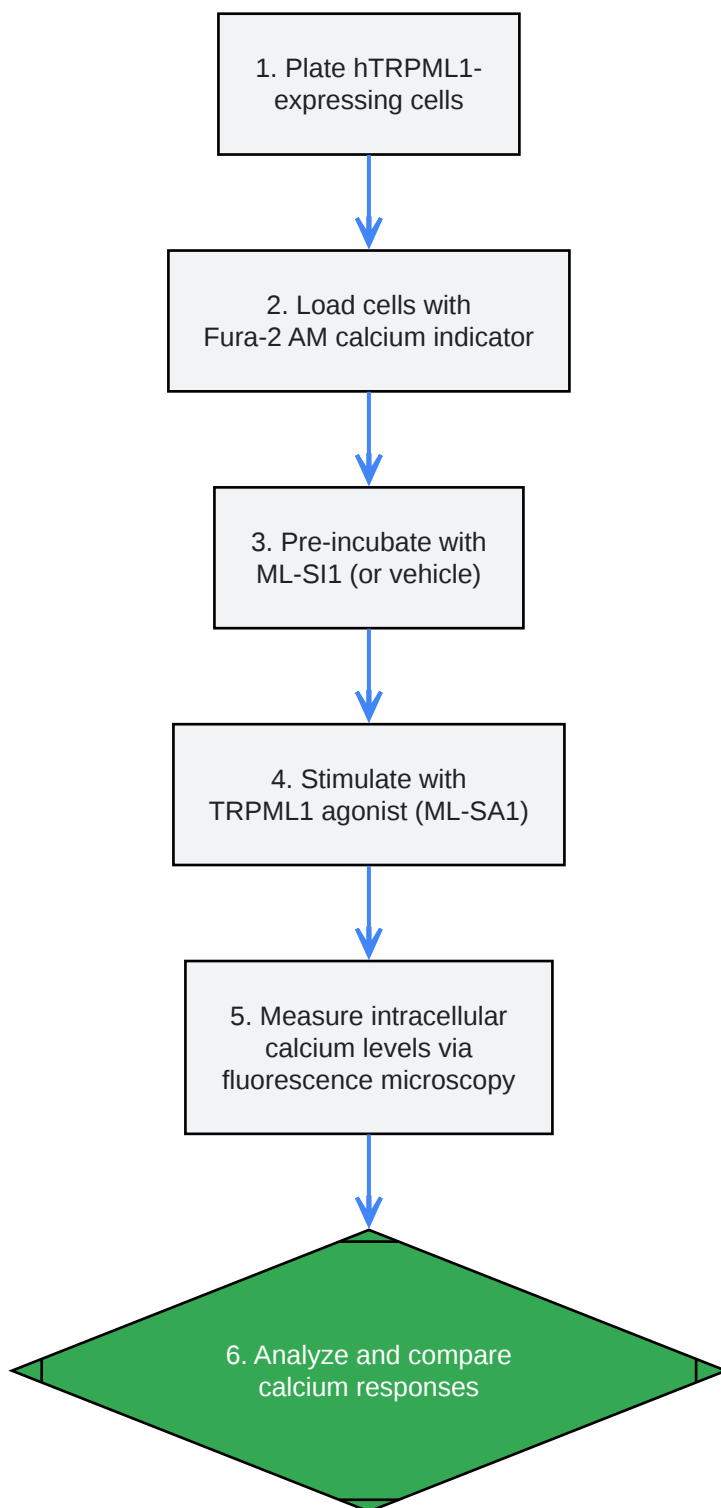 1. Plate hTRPML1-
expressing cells
2. Load cells with
Fura-2 AM calcium indicator
3. Pre-incubate with
ML-SI1 (or vehicle)
4. Stimulate with
TRPML1 agonist (ML-SA1)
5. Measure intracellular
calcium levels via
fluorescence microscopy
6. Analyze and compare
calcium responses